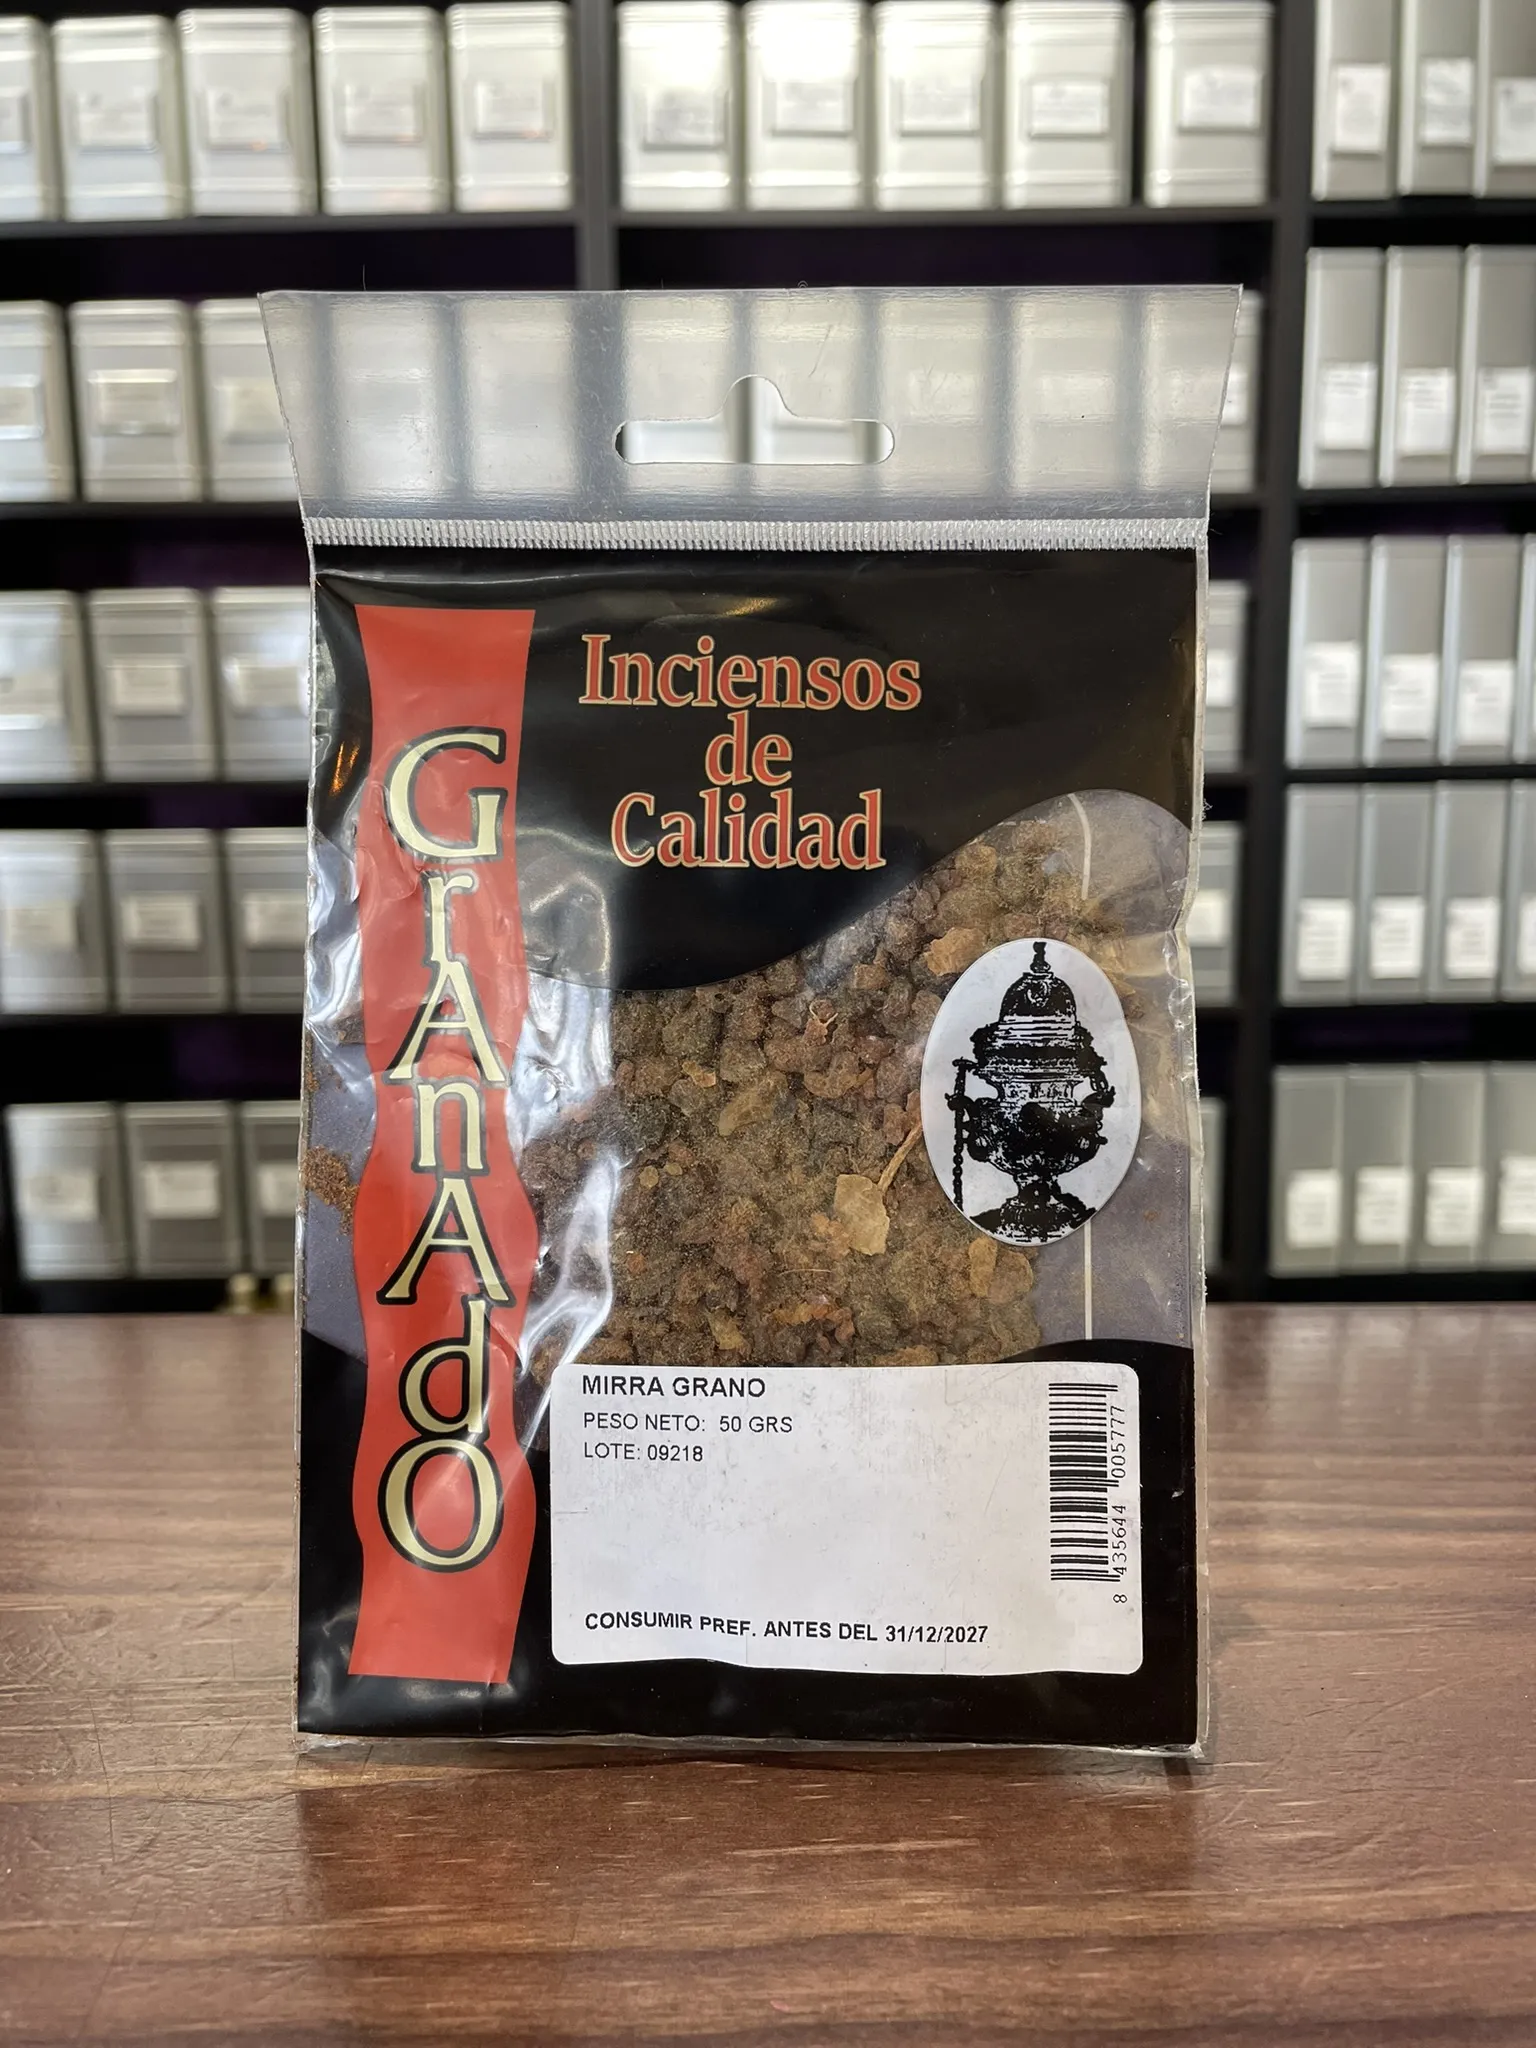 GrAnAdO
Inciensos
de
Calidad
MIRRA GRANO
PESO NETO: 50 GRS
LOTE: 09218
CONSUMIR PREF. ANTES DEL 31/12/2027
8 435644 005777